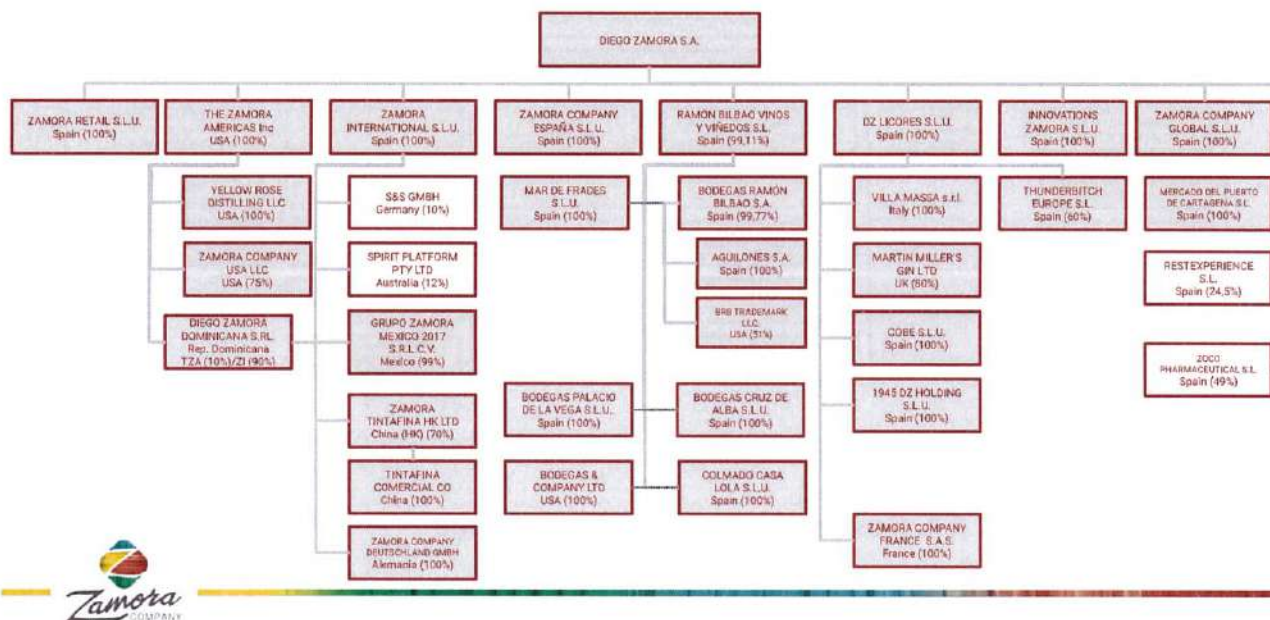 DIEGO ZAMORA S.A.
ZAMORA RETAIL S.L.U.
Spain (100%)
THE ZAMORA
AMERICAS Inc
USA (100%)
ZAMORA
INTERNATIONAL S.L.U.
Spain (100%)
ZAMORA COMPANY
ESPAÑA S.L.U.
Spain (100%)
RAMÓN BILBAO VINOS
Y VIÑEDOS S.L.
Spain (99,11%)
DZ LICORES S.L.U.
Spain (100%)
INNOVATIONS
ZAMORA S.L.U.
Spain (100%)
ZAMORA COMPANY
GLOBAL S.L.U.
Spain (100%)
YELLOW ROSE
DISTILLING LLC
USA (100%)
S&S GMBH
Germany (10%)
MAR DE FRADES
S.L.U.
Spain (100%)
BODEGAS RAMÓN
BILBAO S.A.
Spain (99,77%)
VILLA MASSA s.r.l.
Italy (100%)
THUNDERBITCH
EUROPE S.L.
Spain (60%)
MERCADO DEL PUERTO
DE CARTAGENA S.L.
Spain (100%)
ZAMORA COMPANY
USA LLC
USA (75%)
SPIRIT PLATFORM
PTY LTD
Australia (12%)
AGUILONES S.A.
Spain (100%)
MARTIN MILLER'S
GIN LTD
UK (80%)
RESTEXPERIENCE
S.L.
Spain (24,5%)
DIEGO ZAMORA
DOMINICANA S.RL.
Rep. Dominicana
TZA (10%)/ZI (90%)
GRUPO ZAMORA
MEXICO 2017
S.R.L C.V.
Mexico (99%)
BRB TRADEMARK
LLC.
USA (51%)
COBE S.L.U.
Spain (100%)
ZOCO
PHARMACEUTICAL S.L.
Spain (49%)
ZAMORA
TINTAFINA HK LTD
China (HK) (70%)
BODEGAS PALACIO
DE LA VEGA S.L.U.
Spain (100%)
BODEGAS CRUZ DE
ALBA S.L.U.
Spain (100%)
1945 DZ HOLDING
S.L.U.
Spain (100%)
TINTAFINA
COMERCIAL CO
China (100%)
BODEGAS &
COMPANY LTD
USA (100%)
COLMADO CASA
LOLA S.L.U.
Spain (100%)
ZAMORA COMPANY
DEUTSCHLAND GMBH
Alemania (100%)
ZAMORA COMPANY
FRANCE S.A.S.
France (100%)
Zamora
COMPANY